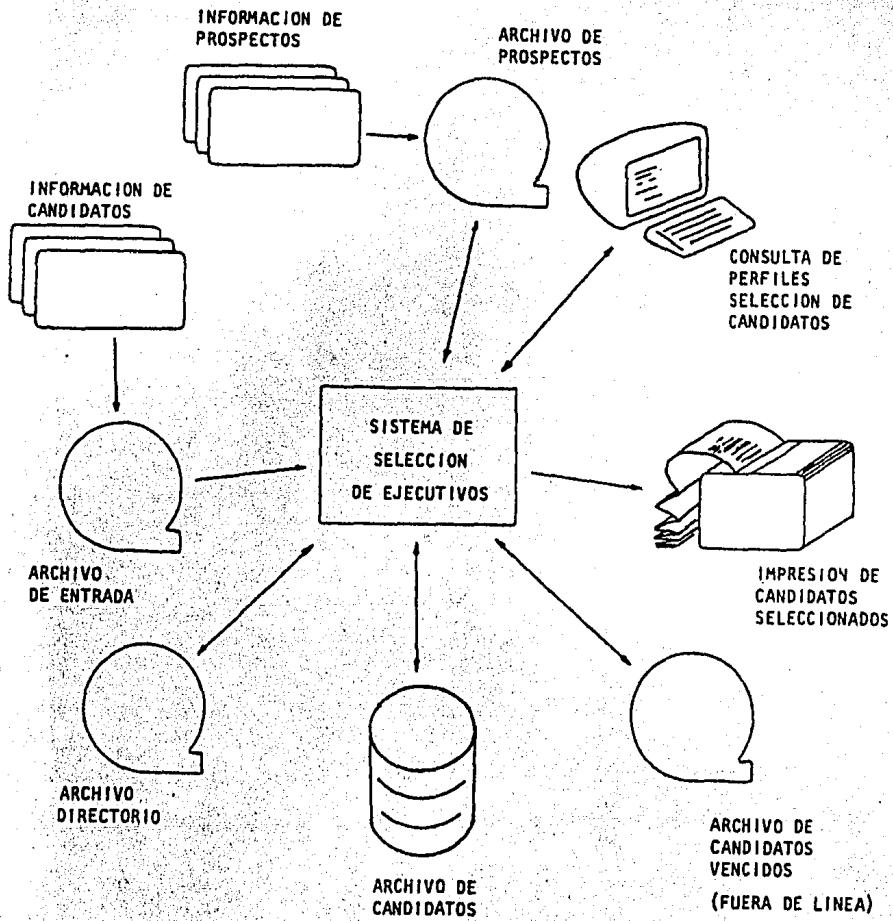 INFORMACION DE
PROSPECTOS
ARCHIVO DE
PROSPECTOS
INFORMACION DE
CANDIDATOS
CONSULTA DE
PERFILES
SELECCION DE
CANDIDATOS
SISTEMA DE
SELECCION
DE EJECUTIVOS
ARCHIVO
DE ENTRADA
IMPRESION DE
CANDIDATOS
SELECCIONADOS
ARCHIVO
DIRECTORIO
ARCHIVO DE
CANDIDATOS
ARCHIVO DE
CANDIDATOS
VENCIDOS
(FUERA DE LINEA)